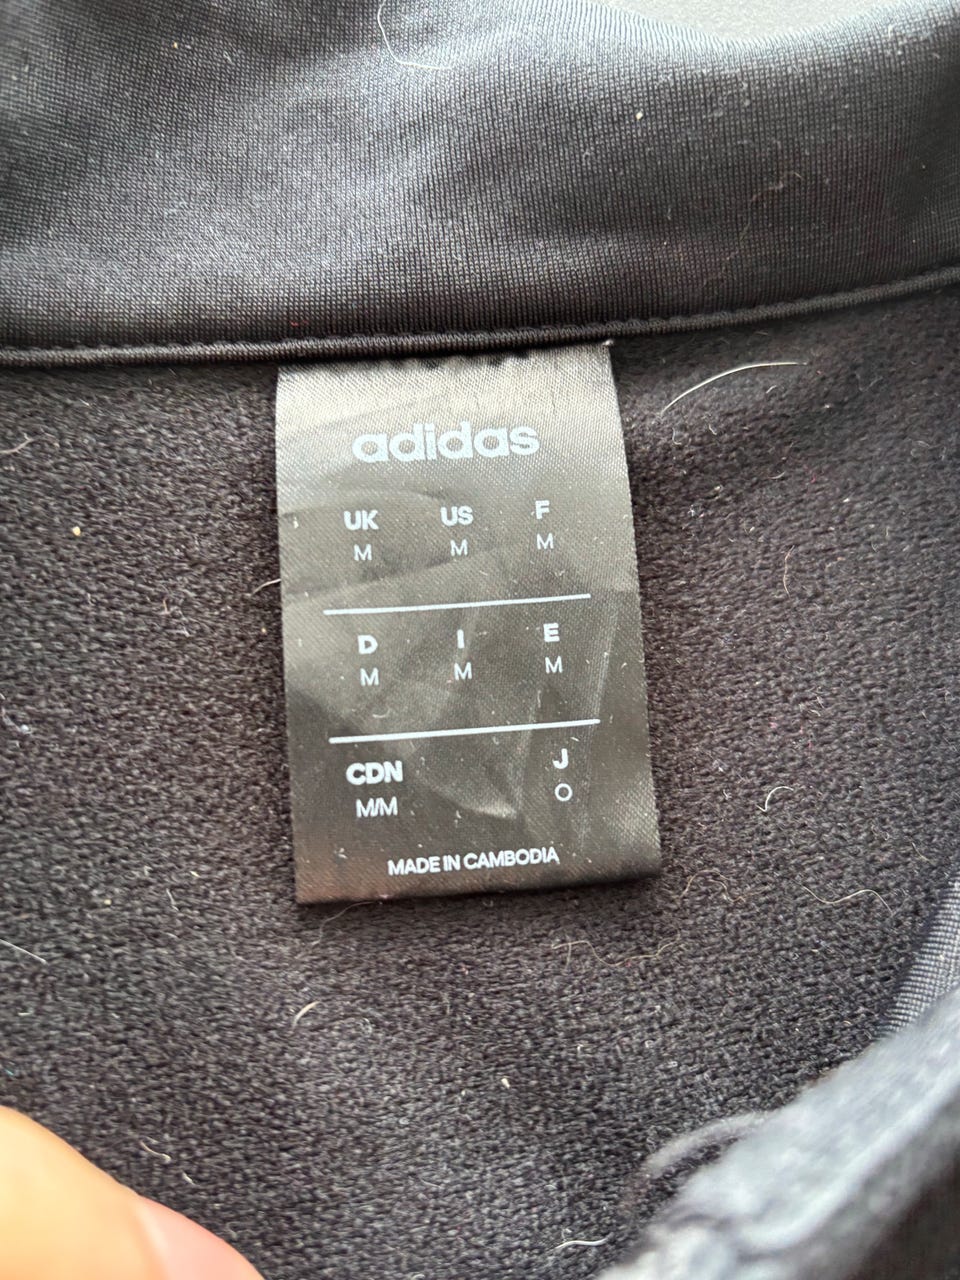 adidas
UK US F
M M M
D I E
M M M
CDN J
M/M O
MADE IN CAMBODIA